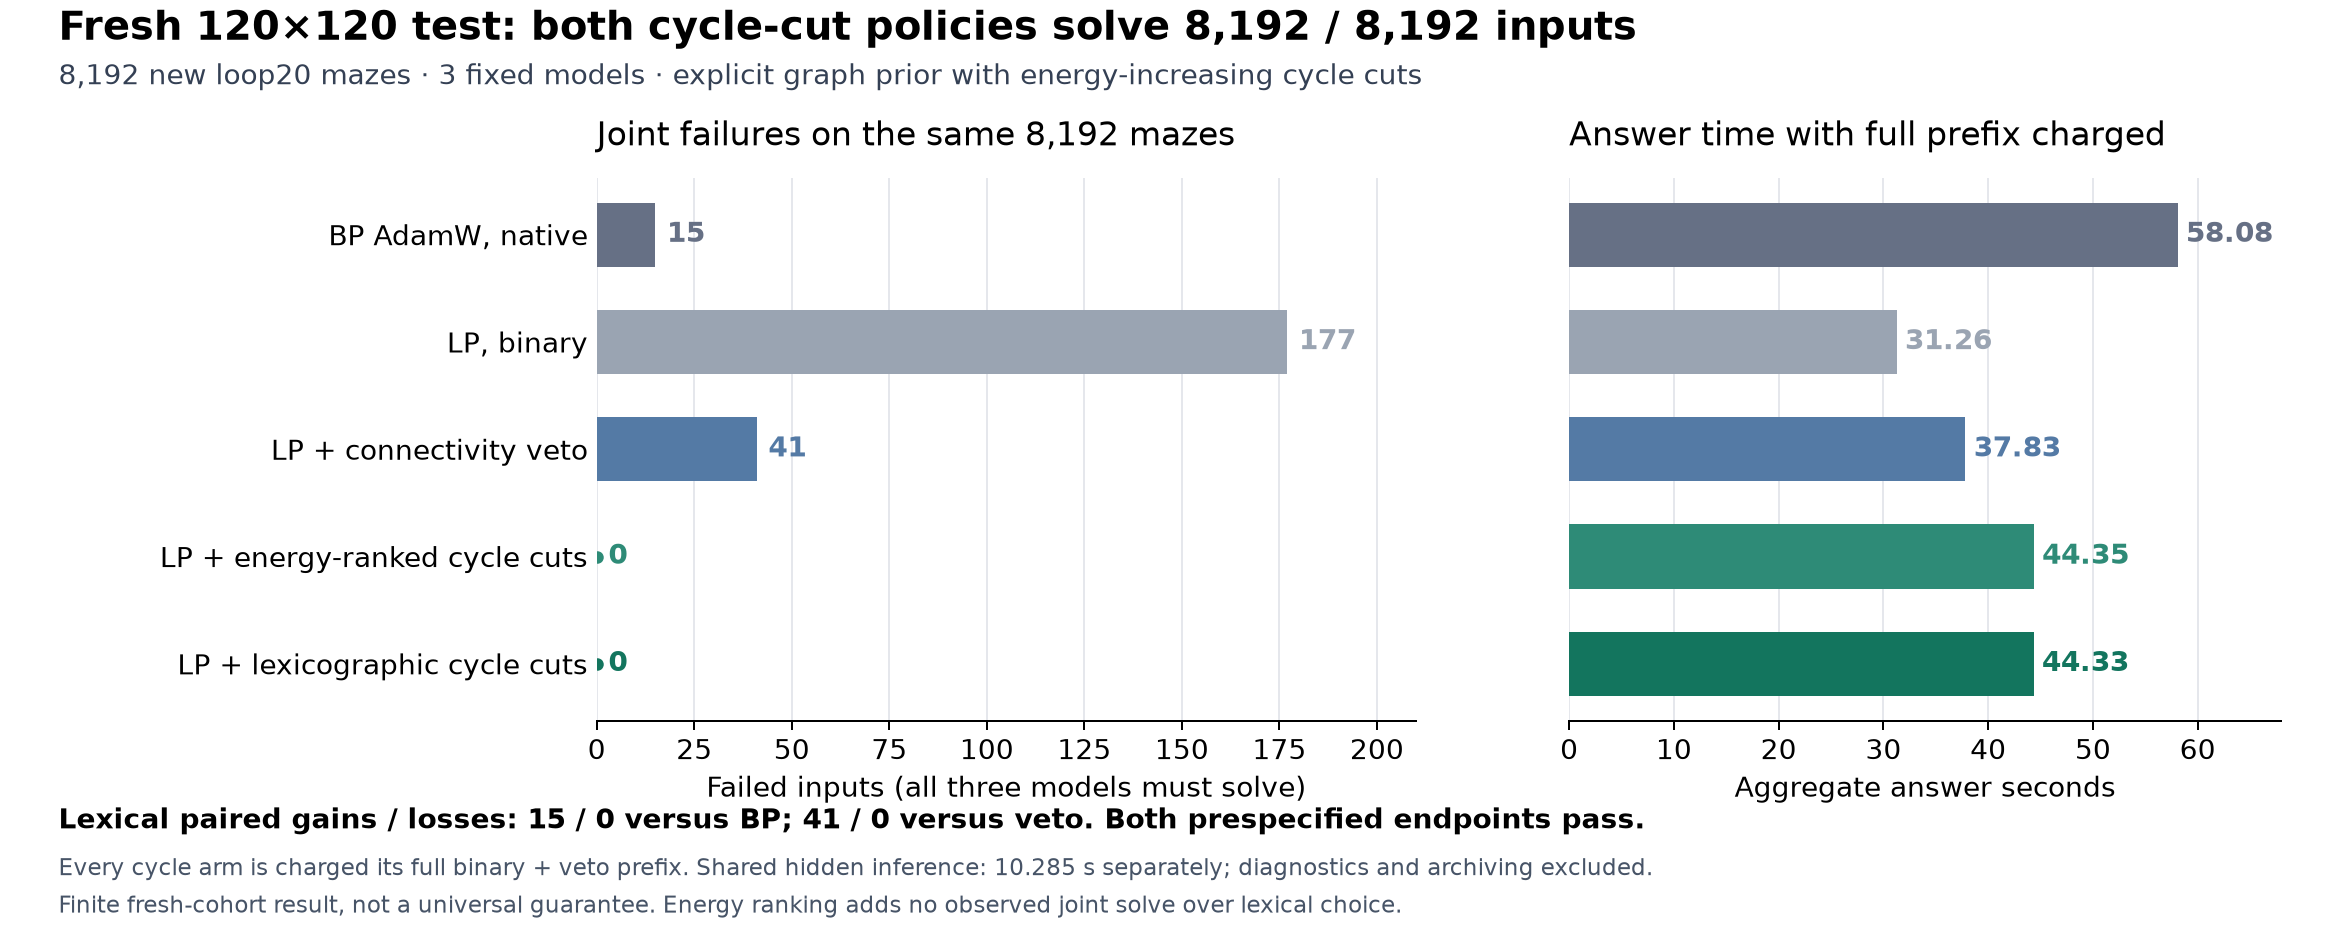 Fresh 120×120 test: both cycle-cut policies solve 8,192 / 8,192 inputs
8,192 new loop20 mazes · 3 fixed models · explicit graph prior with energy-increasing cycle cuts
Joint failures on the same 8,192 mazes
BP AdamW, native
15
LP, binary
177
LP + connectivity veto
41
LP + energy-ranked cycle cuts
0
LP + lexicographic cycle cuts
0
0 25 50 75 100 125 150 175 200
Failed inputs (all three models must solve)
Answer time with full prefix charged
58.08
31.26
37.83
44.35
44.33
0 10 20 30 40 50 60
Aggregate answer seconds
Lexical paired gains / losses: 15 / 0 versus BP; 41 / 0 versus veto. Both prespecified endpoints pass.
Every cycle arm is charged its full binary + veto prefix. Shared hidden inference: 10.285 s separately; diagnostics and archiving excluded.
Finite fresh-cohort result, not a universal guarantee. Energy ranking adds no observed joint solve over lexical choice.